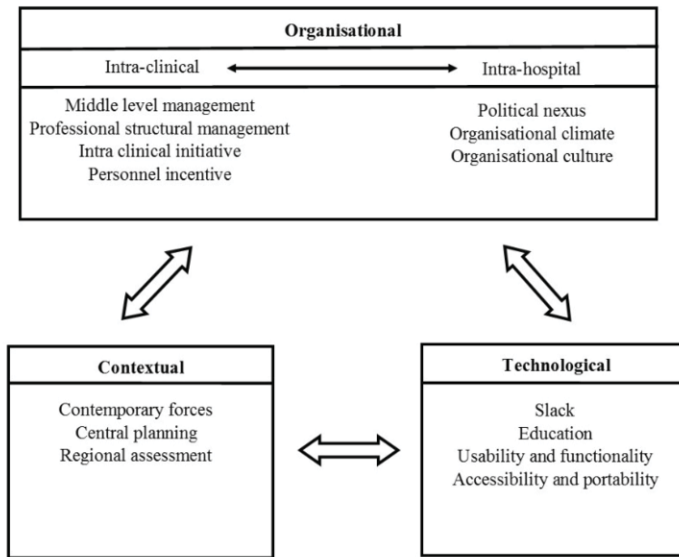 Organisational
Intra-clinical Intra-hospital
Middle level management
Professional structural management
Intra clinical initiative
Personnel incentive
Political nexus
Organisational climate
Organisational culture
Contextual
Contemporary forces
Central planning
Regional assessment
Technological
Slack
Education
Usability and functionality
Accessibility and portability